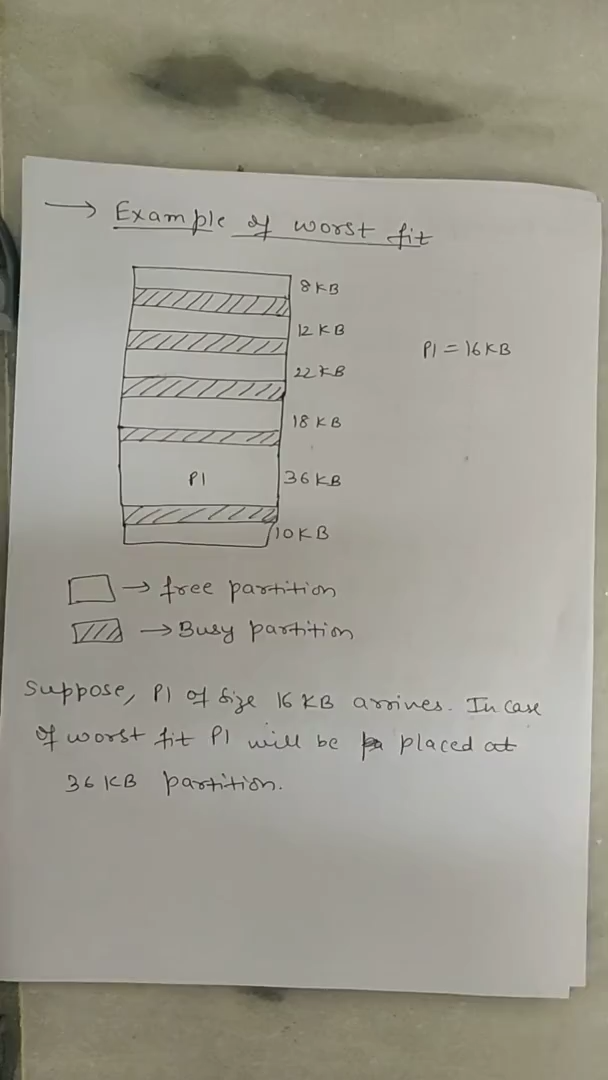 → Example of worst fit
8 KB
12 KB
P1 = 16 KB
22 KB
18 KB
P1 36 KB
10 KB
→ free partition
→ Busy partition
Suppose, P1 of size 16 KB arrives. In case
of worst fit P1 will be placed at
36 KB partition.